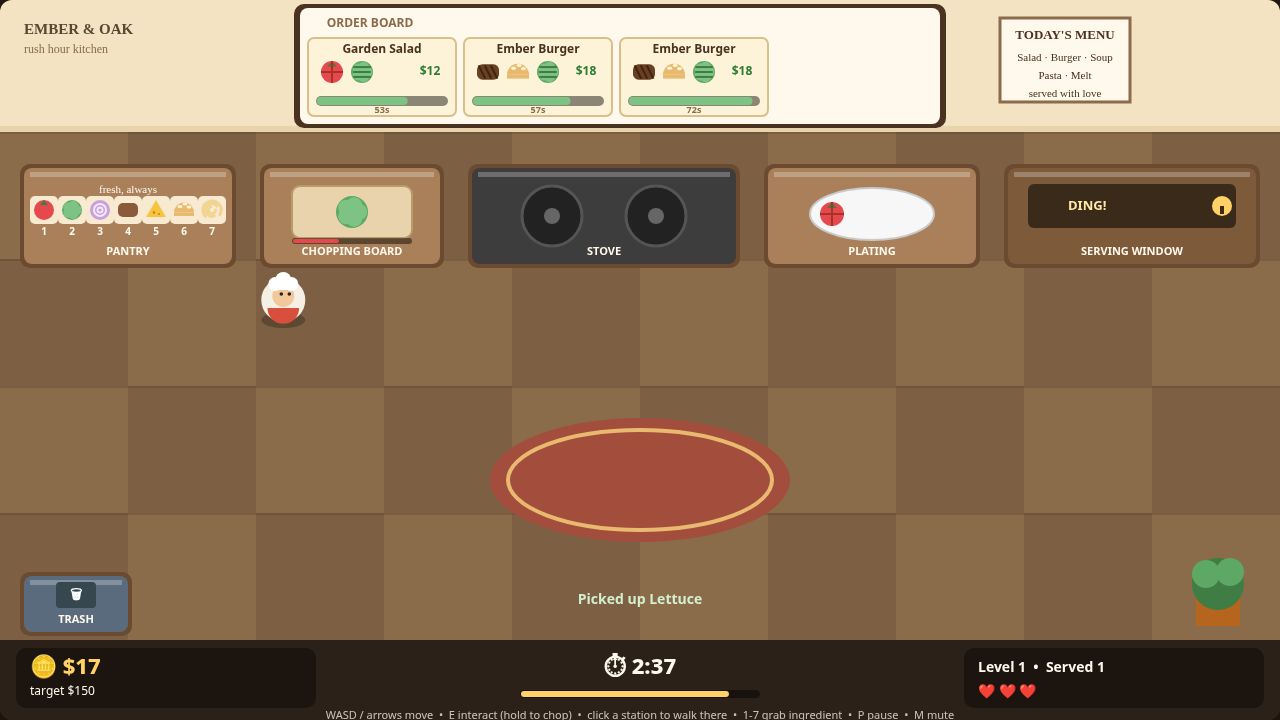 EMBER & OAK
rush hour kitchen
ORDER BOARD
Garden Salad
$12
53s
Ember Burger
$18
57s
Ember Burger
$18
72s
TODAY'S MENU
Salad · Burger · Soup
Pasta · Melt
served with love
fresh, always
1 2 3 4 5 6 7
PANTRY
CHOPPING BOARD
STOVE
PLATING
DING!
SERVING WINDOW
Picked up Lettuce
TRASH
$17
target $150
2:37
Level 1 • Served 1
WASD / arrows move • E interact (hold to chop) • click a station to walk there • 1-7 grab ingredient • P pause • M mute